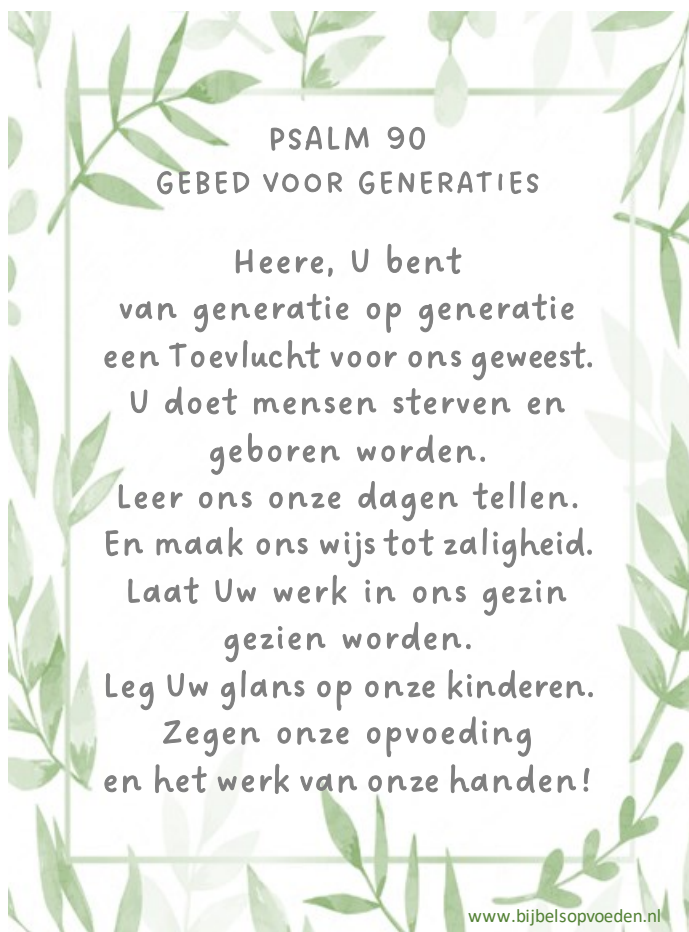 PSALM 90
GEBED VOOR GENERATIES
Heere, U bent
van generatie op generatie
een Toevlucht voor ons geweest.
U doet mensen sterven en
geboren worden.
Leer ons onze dagen tellen.
En maak ons wijs tot zaligheid.
Laat Uw werk in ons gezin
gezien worden.
Leg Uw glans op onze kinderen.
Zegen onze opvoeding
en het werk van onze handen!
www.bijbelsopvoeden.nl